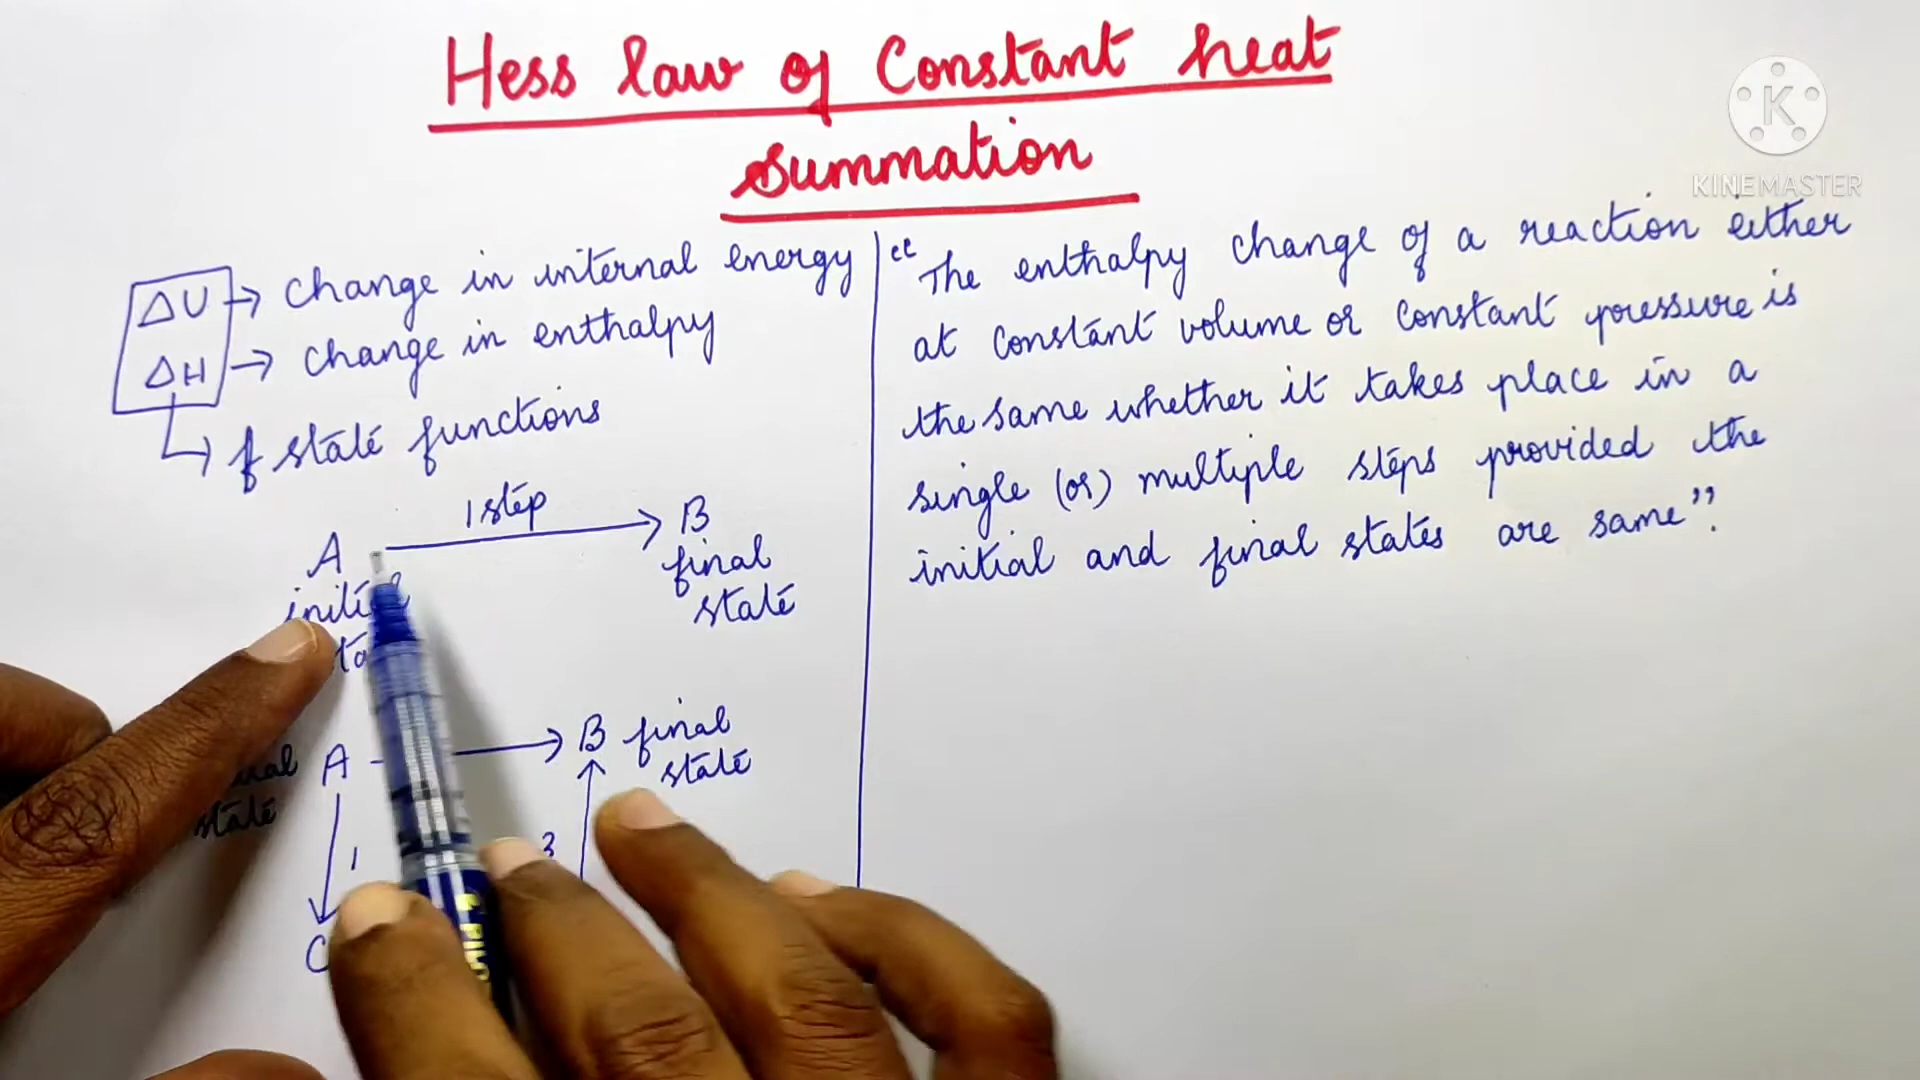 Hess law of Constant heat
summation
ΔU → change in internal energy
ΔH → change in enthalpy
↳ f state functions
1 step
A → B
initial
final
state
A → B final
state
state
1
3
C
"The enthalpy change of a reaction either
at constant volume or constant pressure is
the same whether it takes place in a
single (or) multiple steps provided the
initial and final states are same".
K
KINEMASTER
PILOT